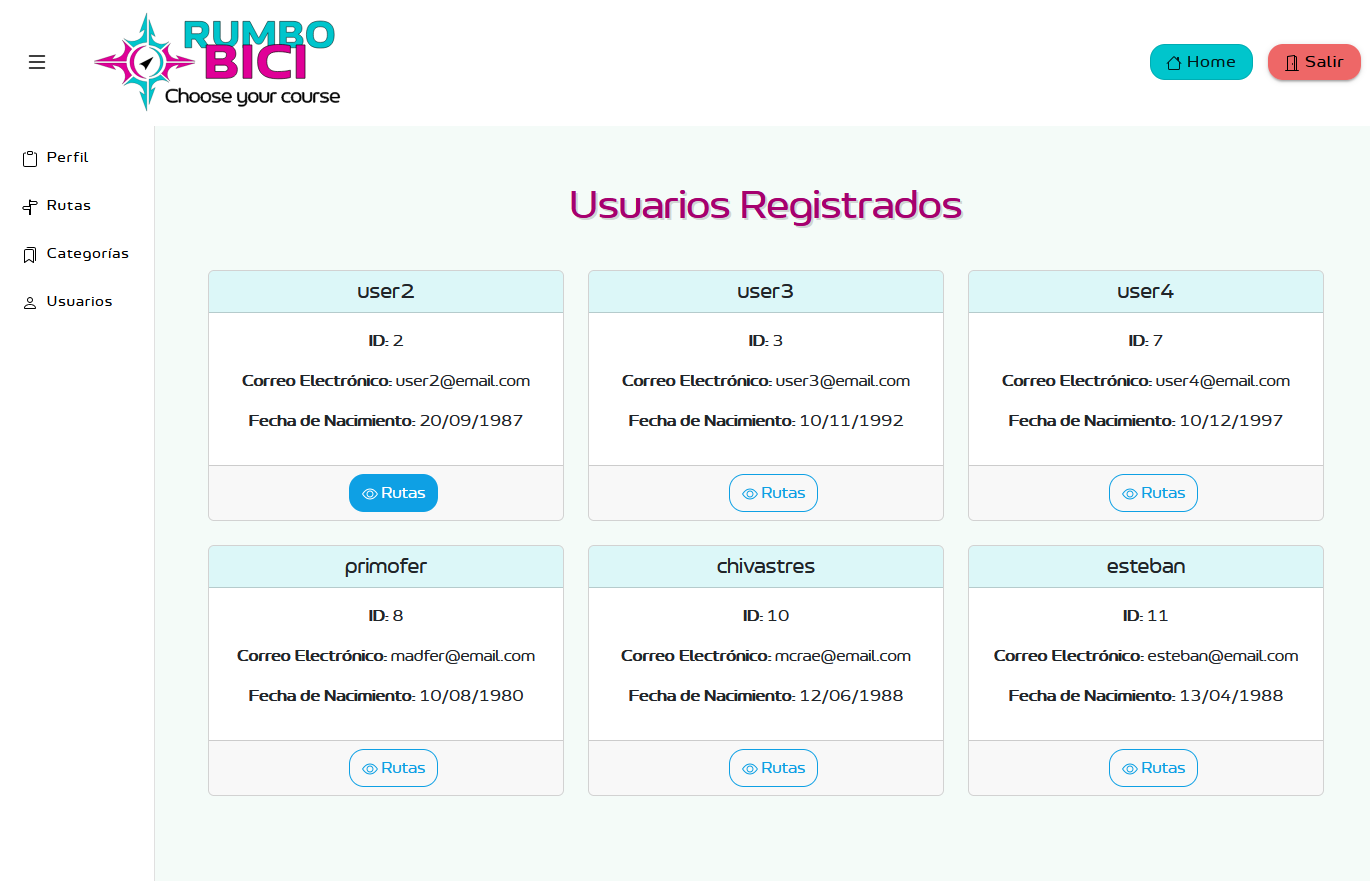 RUMBO
BICI
Choose your course
Home
Salir
Perfil
Rutas
Categorías
Usuarios
Usuarios Registrados
user2
ID: 2
Correo Electrónico: user2@email.com
Fecha de Nacimiento: 20/09/1987
Rutas
user3
ID: 3
Correo Electrónico: user3@email.com
Fecha de Nacimiento: 10/11/1992
Rutas
user4
ID: 7
Correo Electrónico: user4@email.com
Fecha de Nacimiento: 10/12/1997
Rutas
primofer
ID: 8
Correo Electrónico: madfer@email.com
Fecha de Nacimiento: 10/08/1980
Rutas
chivastres
ID: 10
Correo Electrónico: mcrae@email.com
Fecha de Nacimiento: 12/06/1988
Rutas
esteban
ID: 11
Correo Electrónico: esteban@email.com
Fecha de Nacimiento: 13/04/1988
Rutas